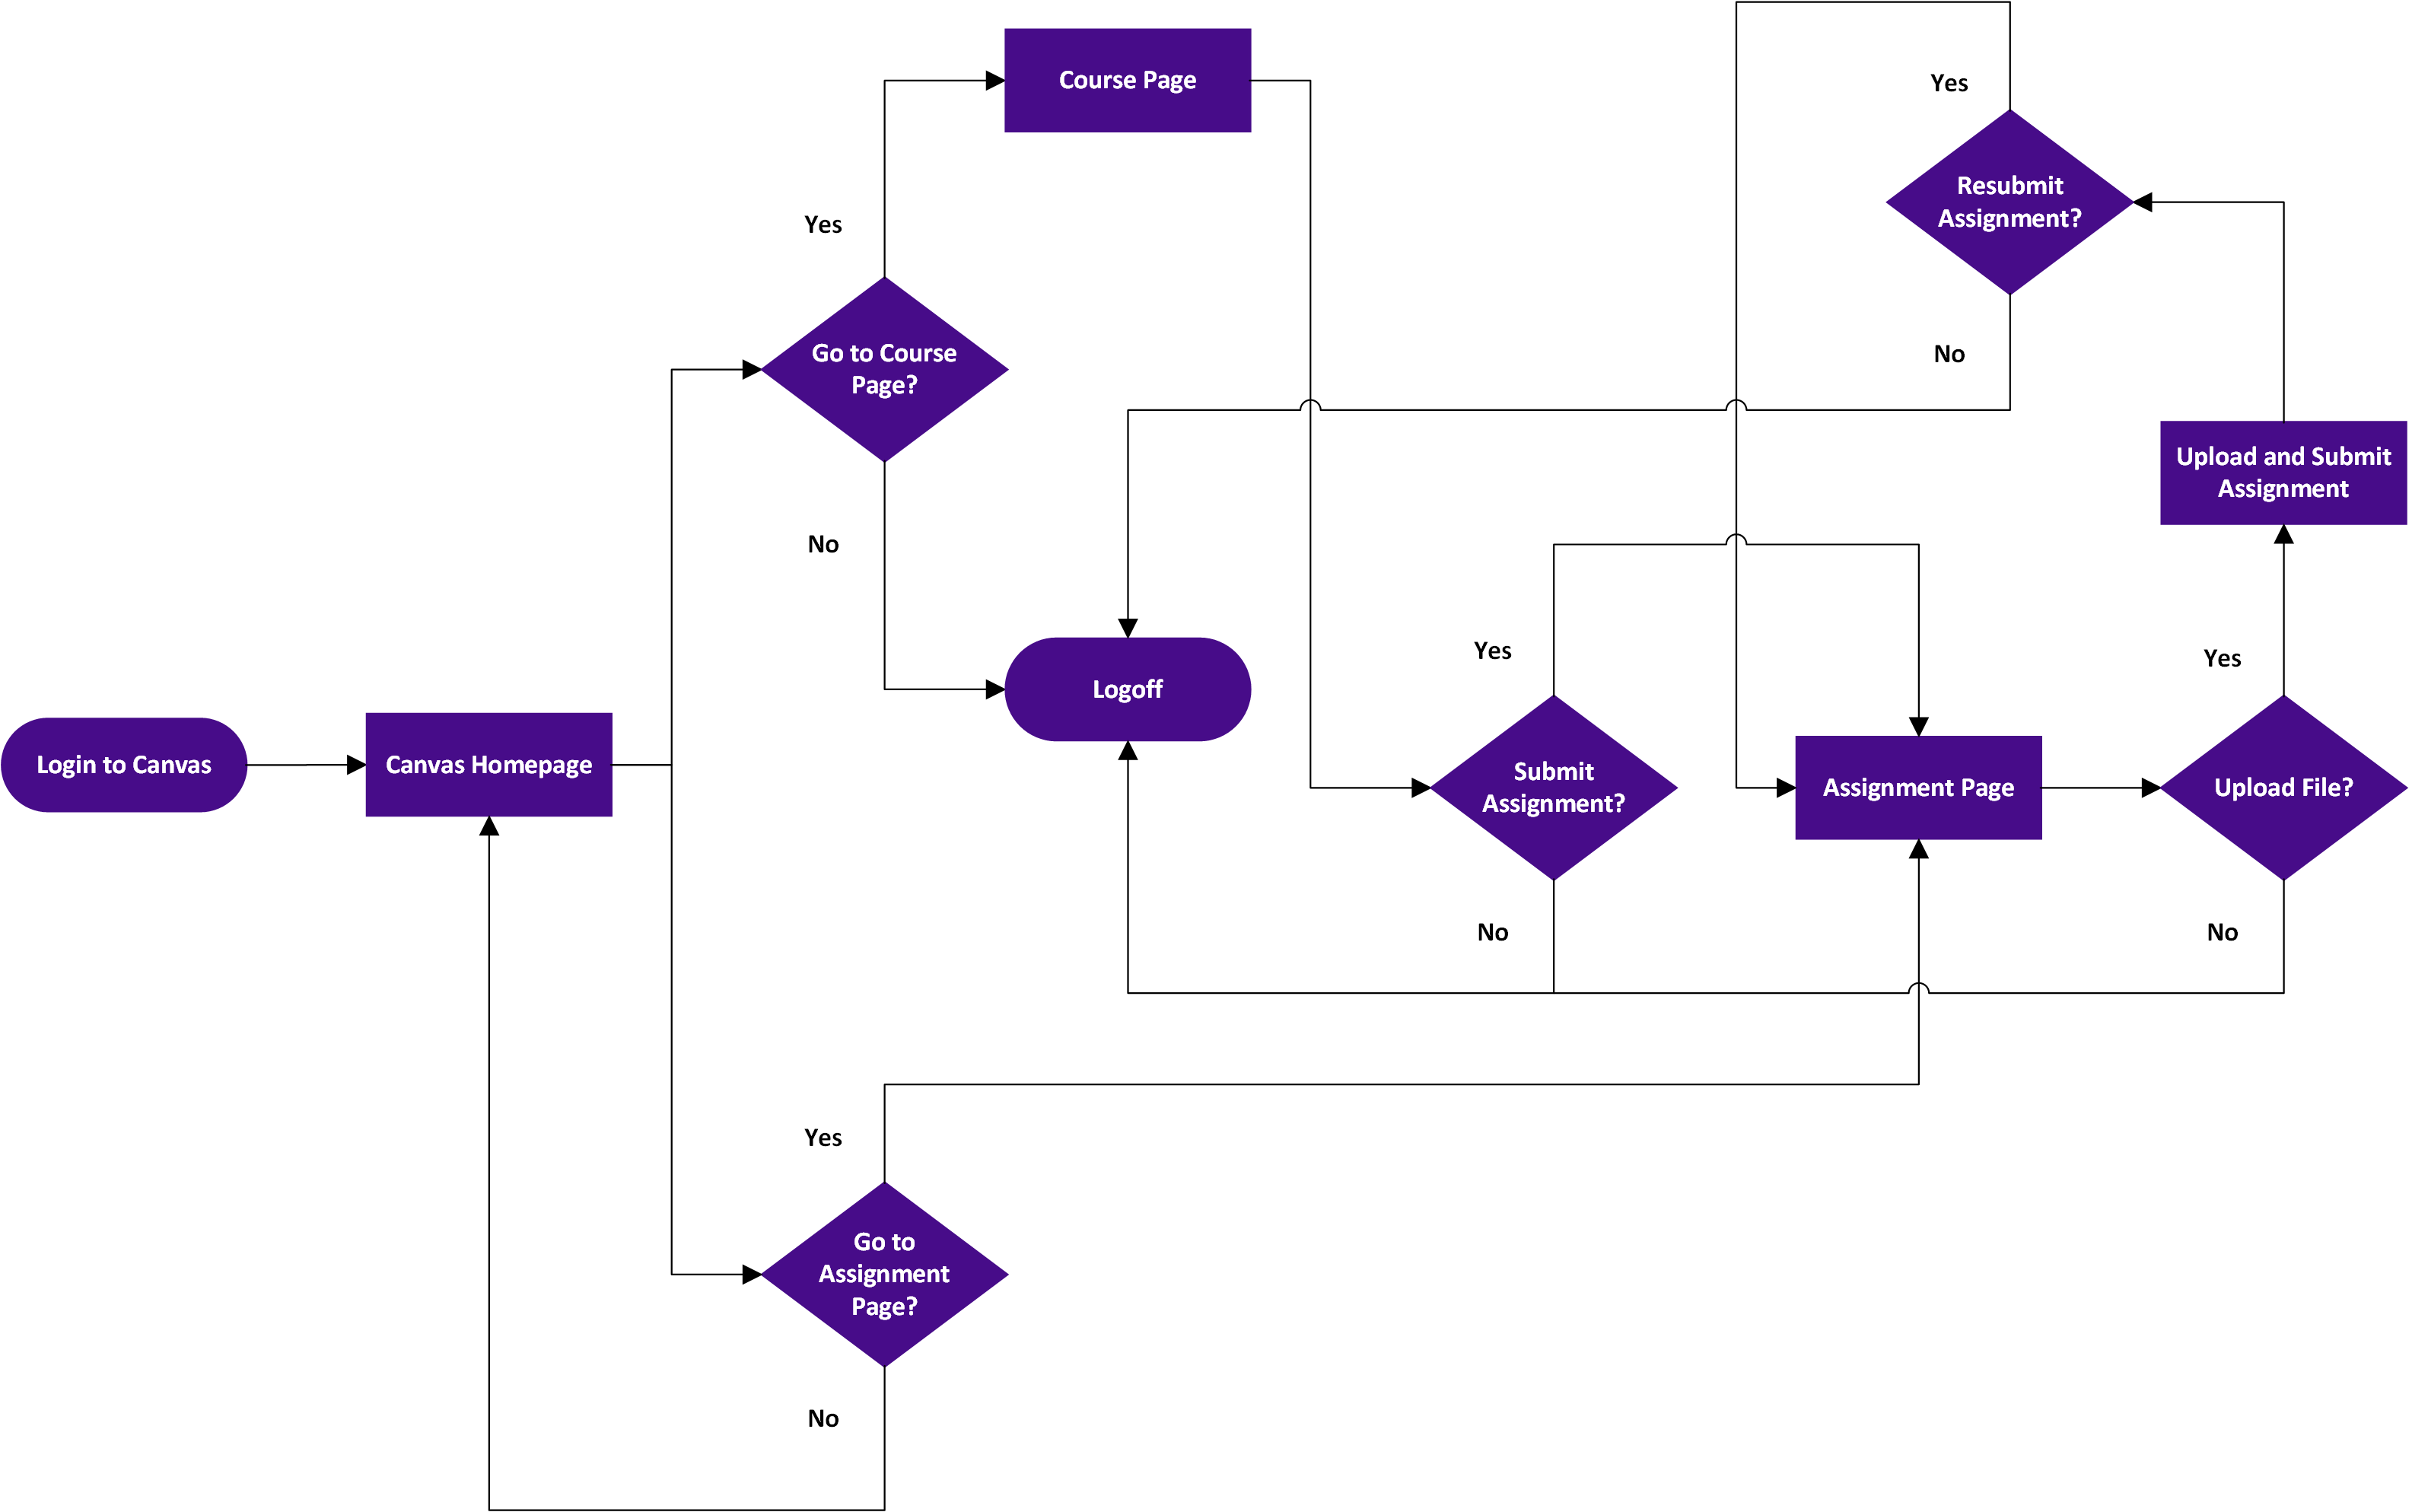 Course Page
Yes
Resubmit
Assignment?
Yes
Go to Course
Page?
No
No
Upload and Submit
Assignment
Yes
Yes
Logoff
Login to Canvas
Canvas Homepage
Submit
Assignment?
Assignment Page
Upload File?
No
No
Yes
Go to
Assignment
Page?
No